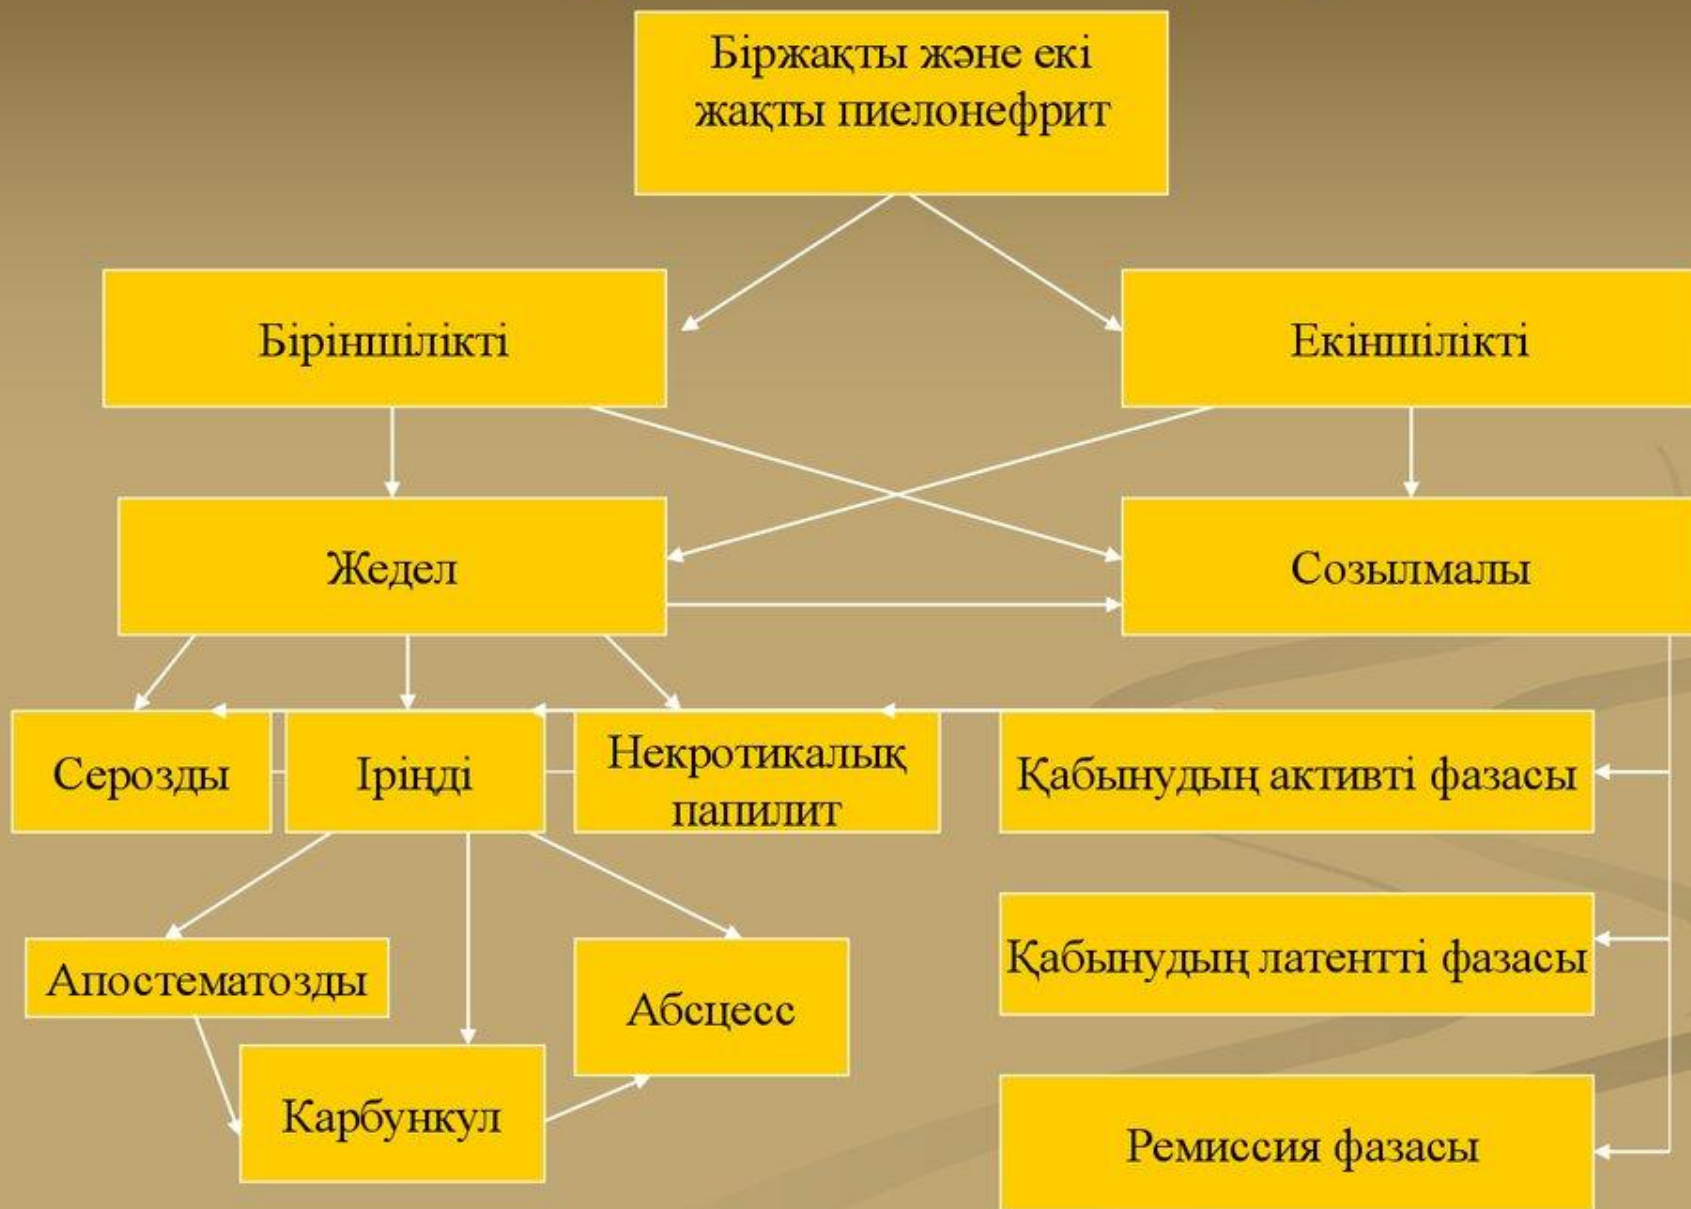 Біржақты және екі
жақты пиелонефрит
Біріншілікті
Екіншілікті
Жедел
Созылмалы
Серозды
Іріңді
Некротикалық
папилит
Қабынудың активті фазасы
Апостематозды
Абсцесс
Қабынудың латентті фазасы
Карбункул
Ремиссия фазасы